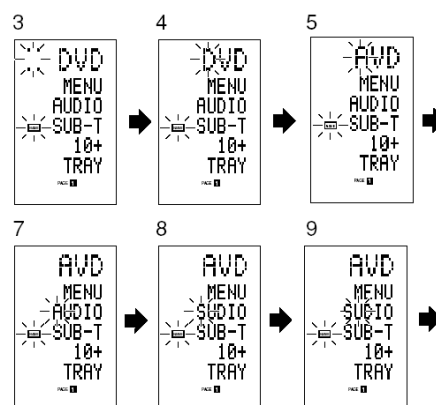 3
DVD
MENU
AUDIO
SUB-T
10+
TRAY
PAGE 1
4
DVD
MENU
AUDIO
SUB-T
10+
TRAY
PAGE 1
5
AVD
MENU
AUDIO
SUB-T
10+
TRAY
PAGE 1
7
AVD
MENU
AUDIO
SUB-T
10+
TRAY
PAGE 1
8
AVD
MENU
SUDIO
SUB-T
10+
TRAY
PAGE 1
9
AVD
MENU
SUDIO
SUB-T
10+
TRAY
PAGE 1